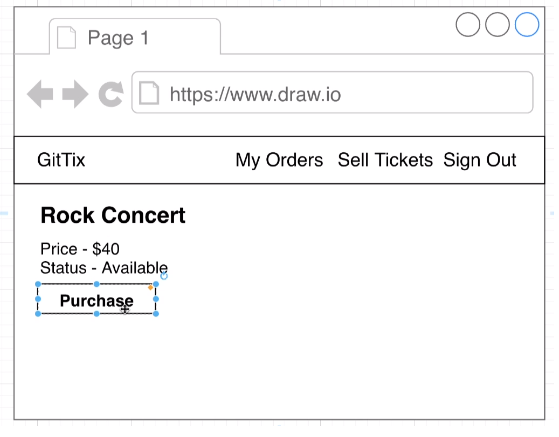 Page 1
https://www.draw.io
GitTix My Orders Sell Tickets Sign Out
Rock Concert
Price - $40
Status - Available
Purchase